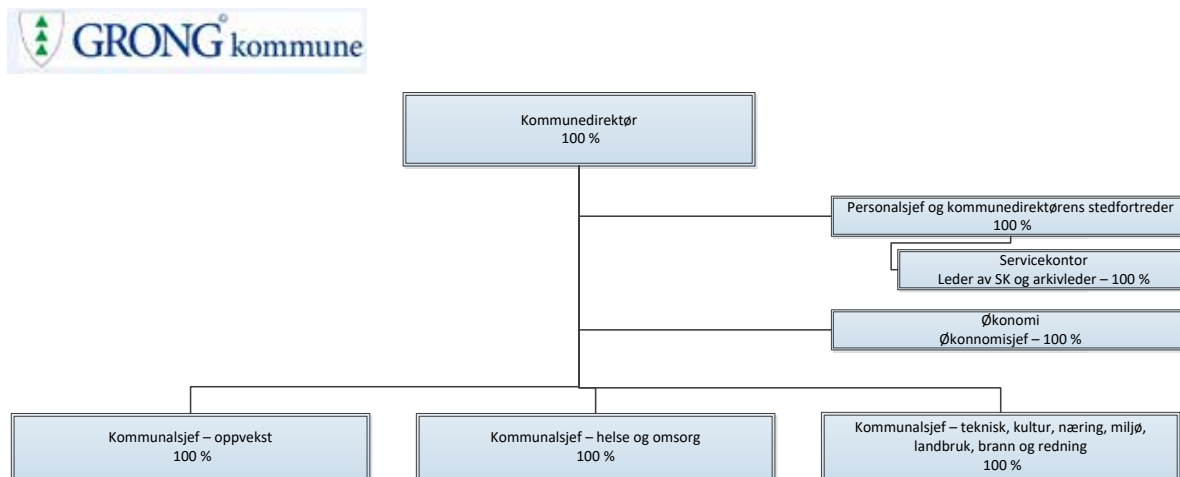 GRONG kommune
Kommunedirektør
100 %
Personalsjef og kommunedirektørens stedfortreder
100 %
Servicekontor
Leder av SK og arkivleder – 100 %
Økonomi
Økonnomisjef – 100 %
Kommunalsjef – oppvekst
100 %
Kommunalsjef – helse og omsorg
100 %
Kommunalsjef – teknisk, kultur, næring, miljø,
landbruk, brann og redning
100 %